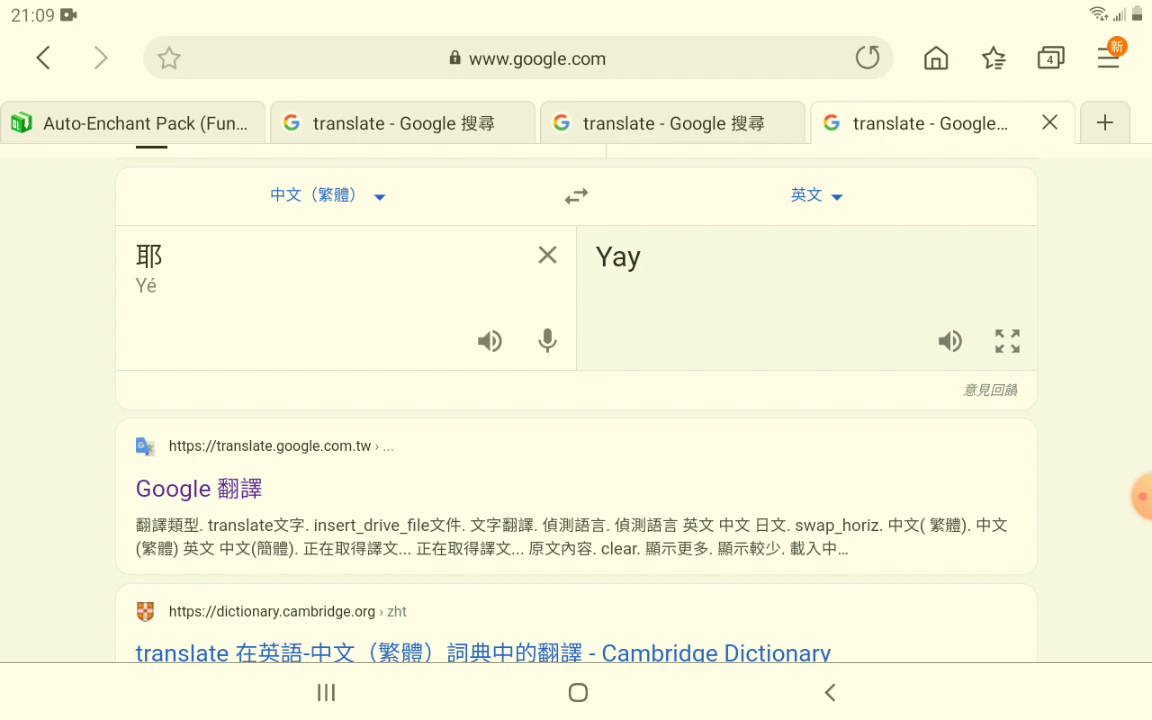 21:09
新
www.google.com
4
Auto-Enchant Pack (Fun...
translate - Google 搜尋
translate - Google 搜尋
translate - Google...
中文（繁體）
英文
耶
Yé
Yay
意見回饋
https://translate.google.com.tw › ...
Google 翻譯
翻譯類型. translate文字. insert_drive_file文件. 文字翻譯. 偵測語言. 偵測語言 英文 中文 日文. swap_horiz. 中文( 繁體). 中文
(繁體) 英文 中文(簡體). 正在取得譯文... 正在取得譯文... 原文內容. clear. 顯示更多. 顯示較少. 載入中...
https://dictionary.cambridge.org › zht
translate 在英語-中文（繁體）詞典中的翻譯 - Cambridge Dictionary